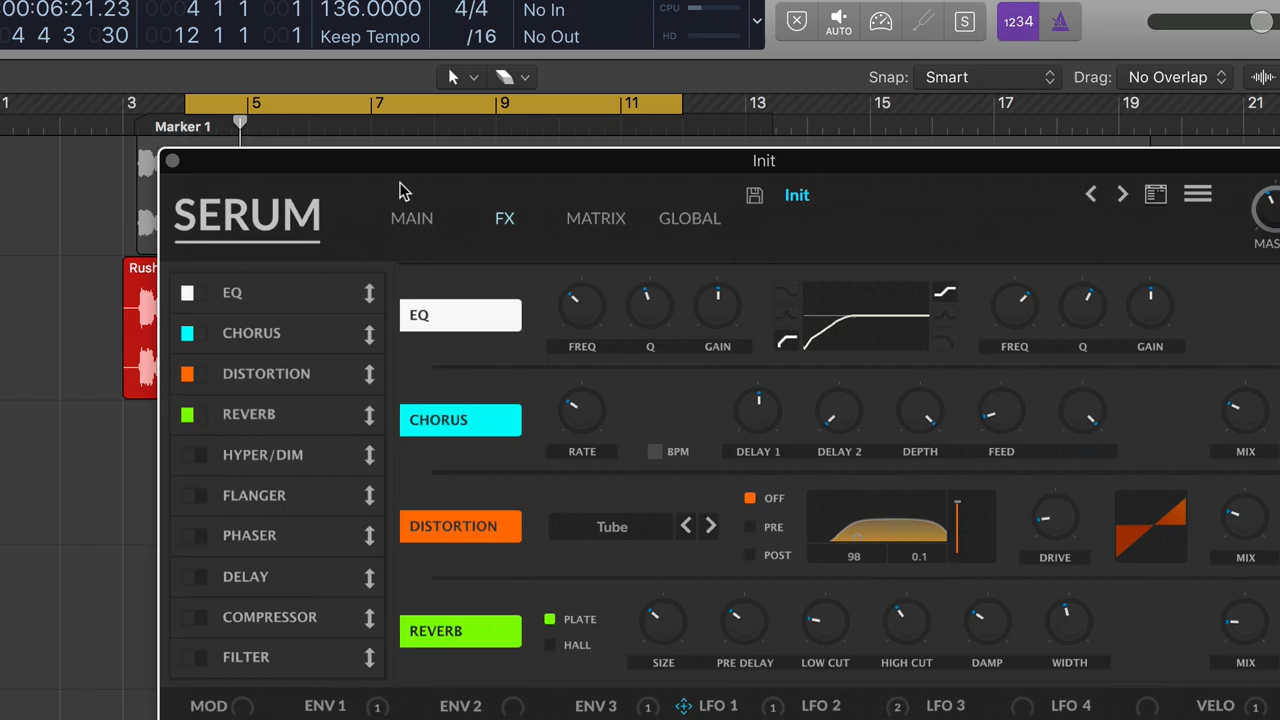 00:06:21.23 4 1 1 1 136.0000 4/4 No In CPU
4 4 3 30 12 1 1 1 Keep Tempo /16 No Out HD
AUTO S 1234
Snap: Smart Drag: No Overlap
1 3 5 7 9 11 13 15 17 19 21
Marker 1
Init
SERUM
MAIN FX MATRIX GLOBAL
Init
MAS
Rush
EQ
CHORUS
DISTORTION
REVERB
HYPER/DIM
FLANGER
PHASER
DELAY
COMPRESSOR
FILTER
EQ
FREQ Q GAIN FREQ Q GAIN
CHORUS
RATE BPM DELAY 1 DELAY 2 DEPTH FEED MIX
DISTORTION
Tube
OFF
PRE
POST
98 0.1
DRIVE MIX
REVERB
PLATE
HALL
SIZE PRE DELAY LOW CUT HIGH CUT DAMP WIDTH MIX
MOD ENV 1 1 ENV 2 ENV 3 1 LFO 1 1 LFO 2 2 LFO 3 LFO 4 VELO 1